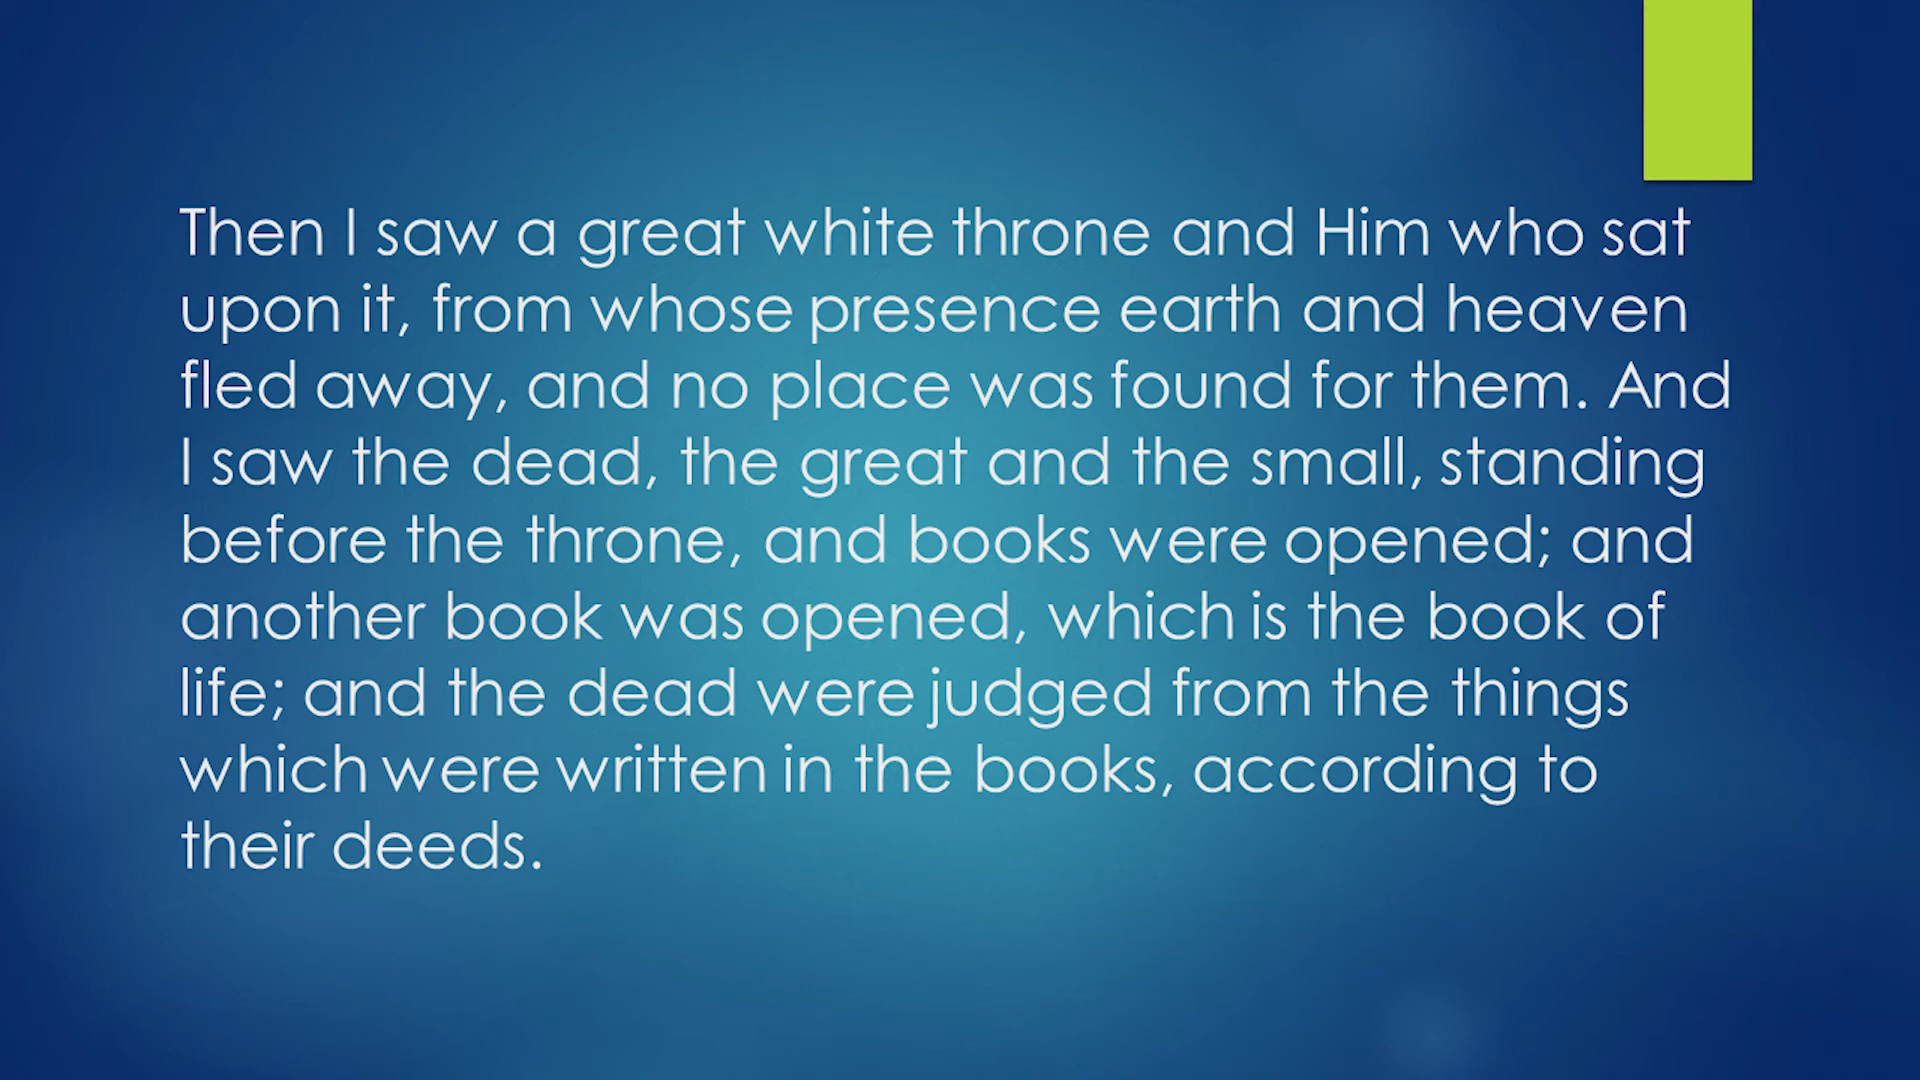 Then I saw a great white throne and Him who sat
upon it, from whose presence earth and heaven
fled away, and no place was found for them. And
I saw the dead, the great and the small, standing
before the throne, and books were opened; and
another book was opened, which is the book of
life; and the dead were judged from the things
which were written in the books, according to
their deeds.